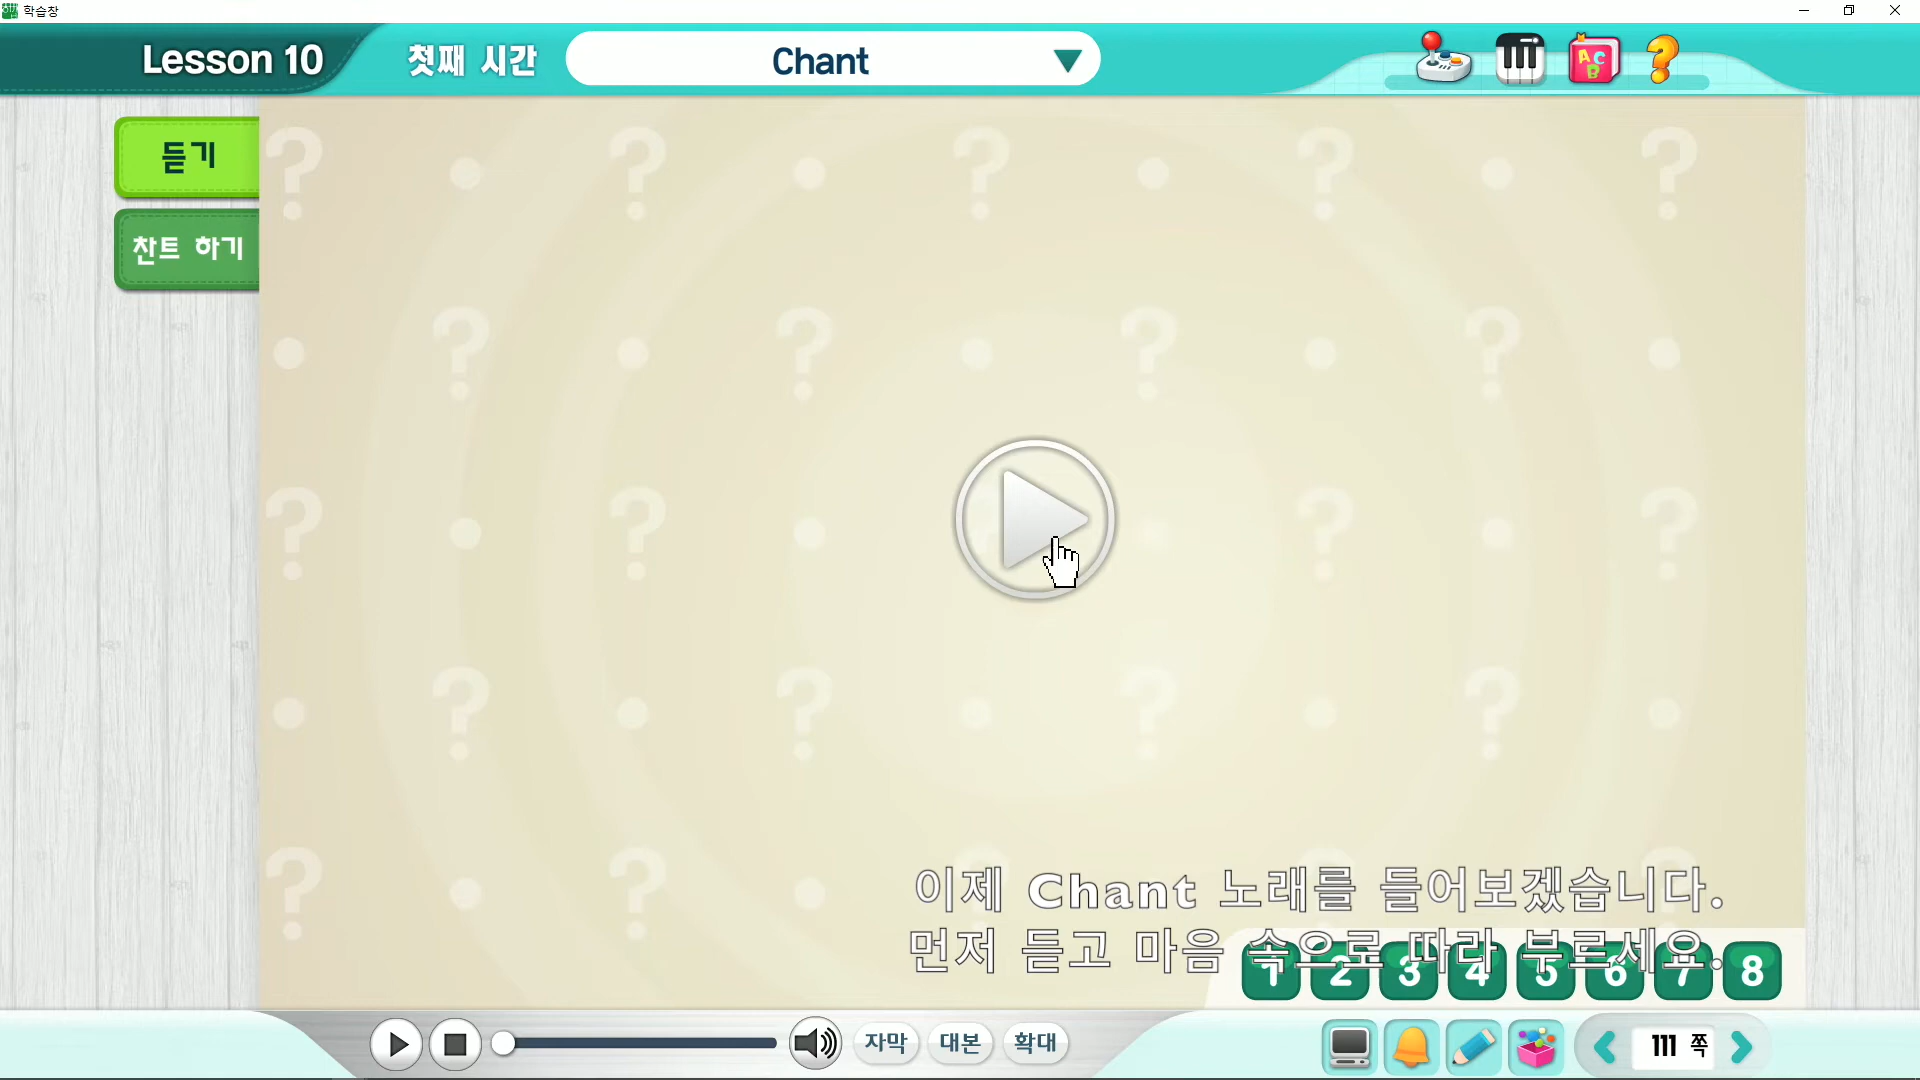 학습창
Lesson 10
첫째 시간
Chant
듣기
찬트 하기
이제 Chant 노래를 들어보겠습니다.
먼저 듣고 마음 속으로 따라 부르세요.
1 2 3 4 5 6 7 8
자막
대본
확대
111 쪽